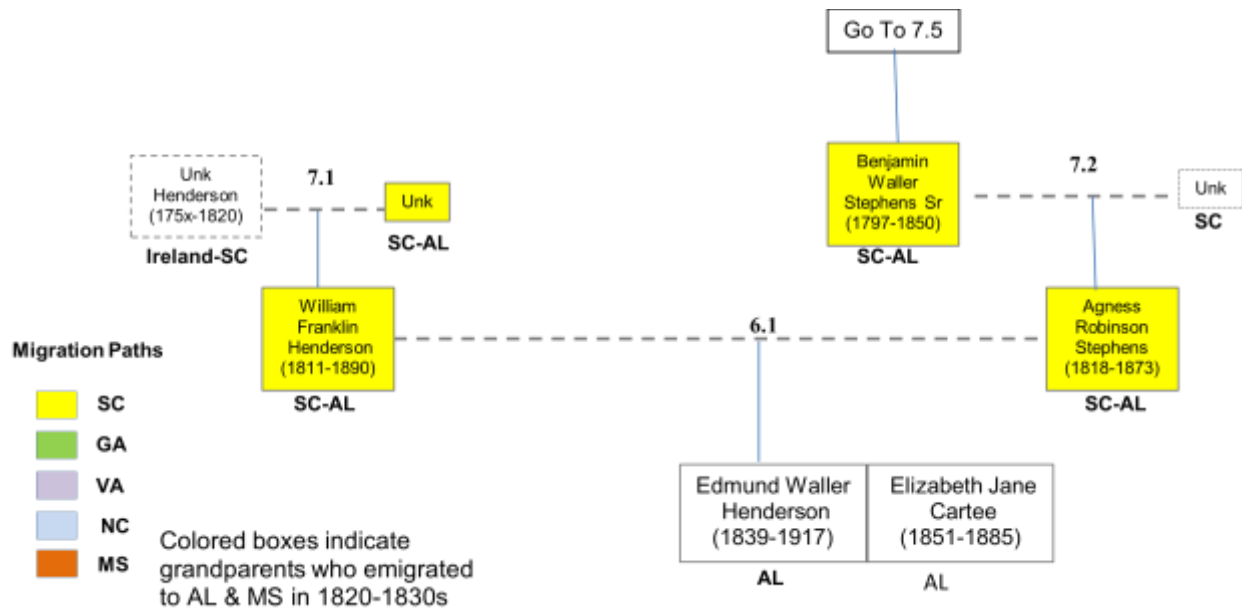 Go To 7.5
Unk
Henderson
(175x-1820)
Ireland-SC
7.1
Unk
SC-AL
Benjamin
Waller
Stephens Sr
(1797-1850)
SC-AL
7.2
Unk
SC
William
Franklin
Henderson
(1811-1890)
SC-AL
6.1
Agness
Robinson
Stephens
(1818-1873)
SC-AL
Migration Paths
SC
GA
VA
NC
MS
Colored boxes indicate
grandparents who emigrated
to AL & MS in 1820-1830s
Edmund Waller
Henderson
(1839-1917)
AL
Elizabeth Jane
Cartee
(1851-1885)
AL